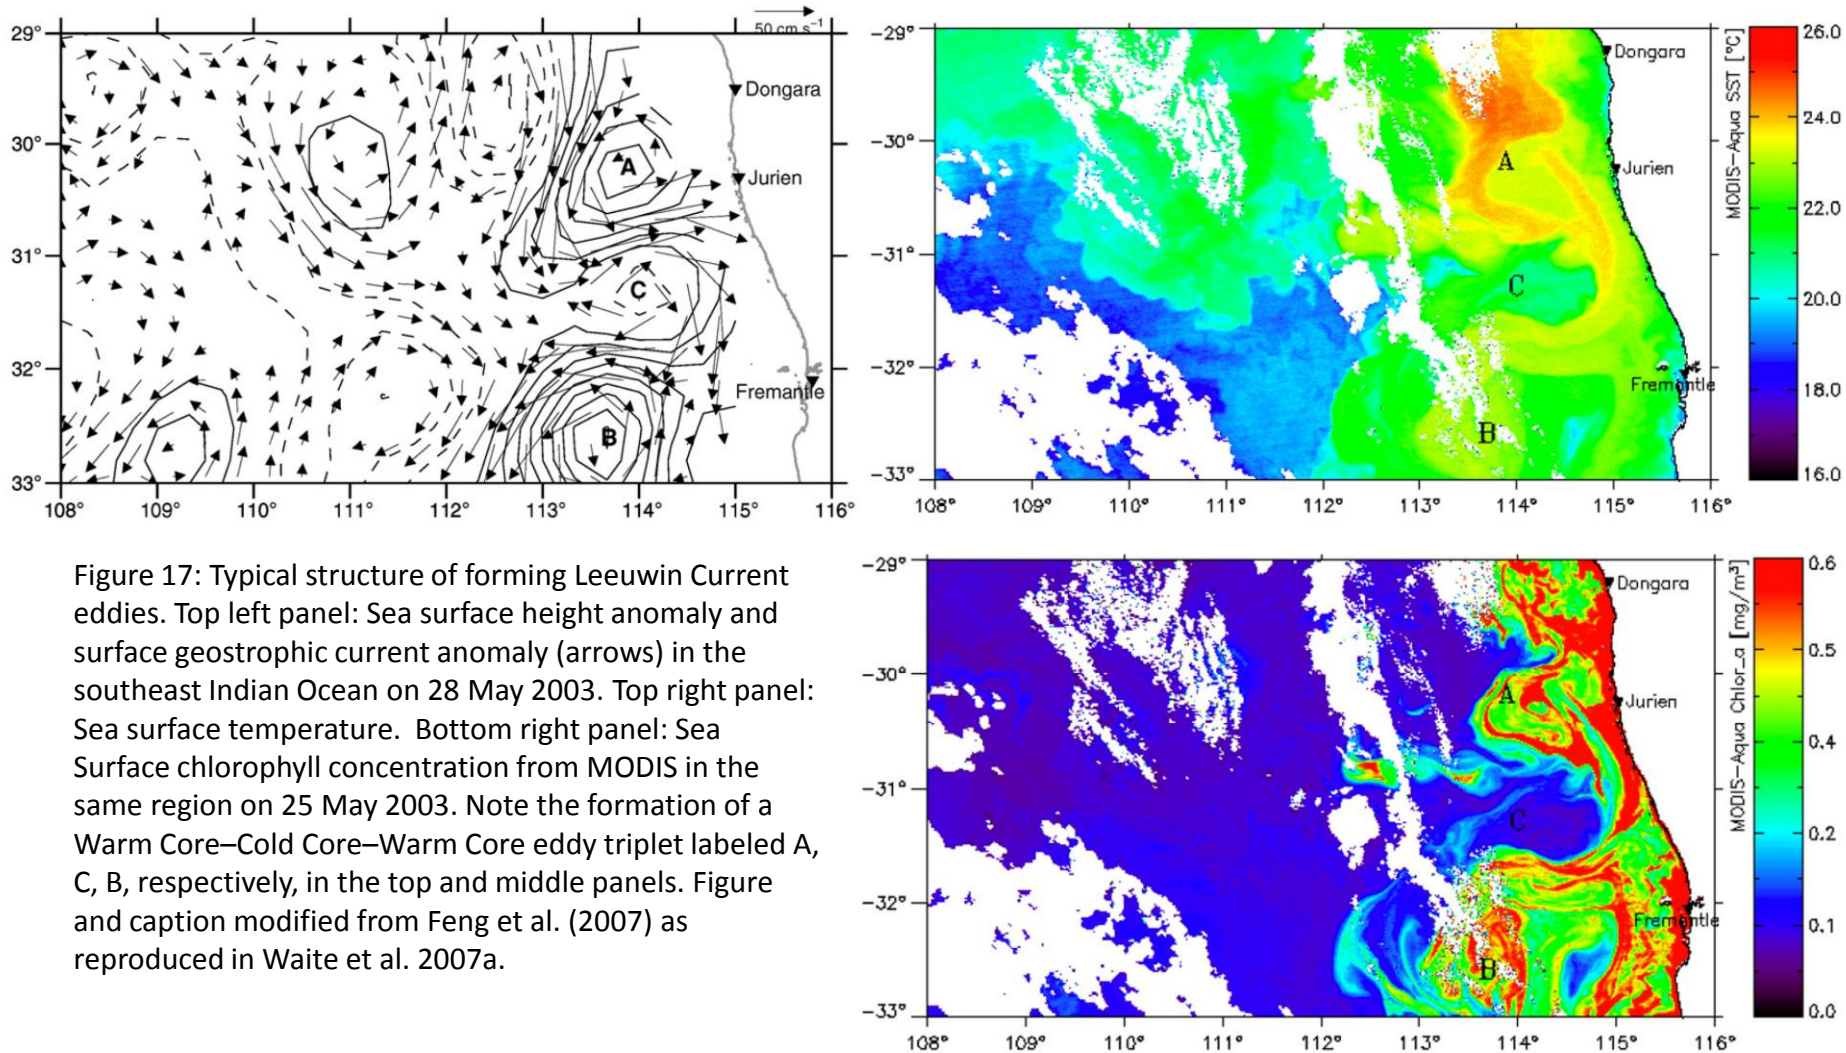 50 cm s⁻¹
29°
30°
31°
32°
33°
108° 109° 110° 111° 112° 113° 114° 115° 116°
Dongara
Jurien
Fremantle
A
C
B
−29°
−30°
−31°
−32°
−33°
108° 109° 110° 111° 112° 113° 114° 115° 116°
Dongara
Jurien
Fremantle
A
C
B
MODIS−Aqua SST [°C]
26.0
24.0
22.0
20.0
18.0
16.0
Figure 17: Typical structure of forming Leeuwin Current
eddies. Top left panel: Sea surface height anomaly and
surface geostrophic current anomaly (arrows) in the
southeast Indian Ocean on 28 May 2003. Top right panel:
Sea surface temperature. Bottom right panel: Sea
Surface chlorophyll concentration from MODIS in the
same region on 25 May 2003. Note the formation of a
Warm Core–Cold Core–Warm Core eddy triplet labeled A,
C, B, respectively, in the top and middle panels. Figure
and caption modified from Feng et al. (2007) as
reproduced in Waite et al. 2007a.
−29°
−30°
−31°
−32°
−33°
108° 109° 110° 111° 112° 113° 114° 115° 116°
Dongara
Jurien
Fremantle
A
C
B
MODIS−Aqua Chlor_a [mg/m³]
0.6
0.5
0.4
0.2
0.1
0.0